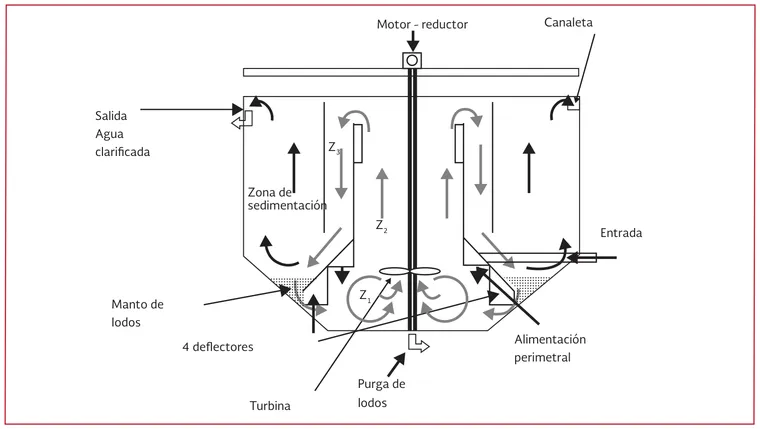 Motor - reductor
Canaleta
Salida
Agua
clarificada
Z3
Zona de
sedimentación
Z2
Entrada
Z1
Manto de
lodos
4 deflectores
Alimentación
perimetral
Purga de
lodos
Turbina